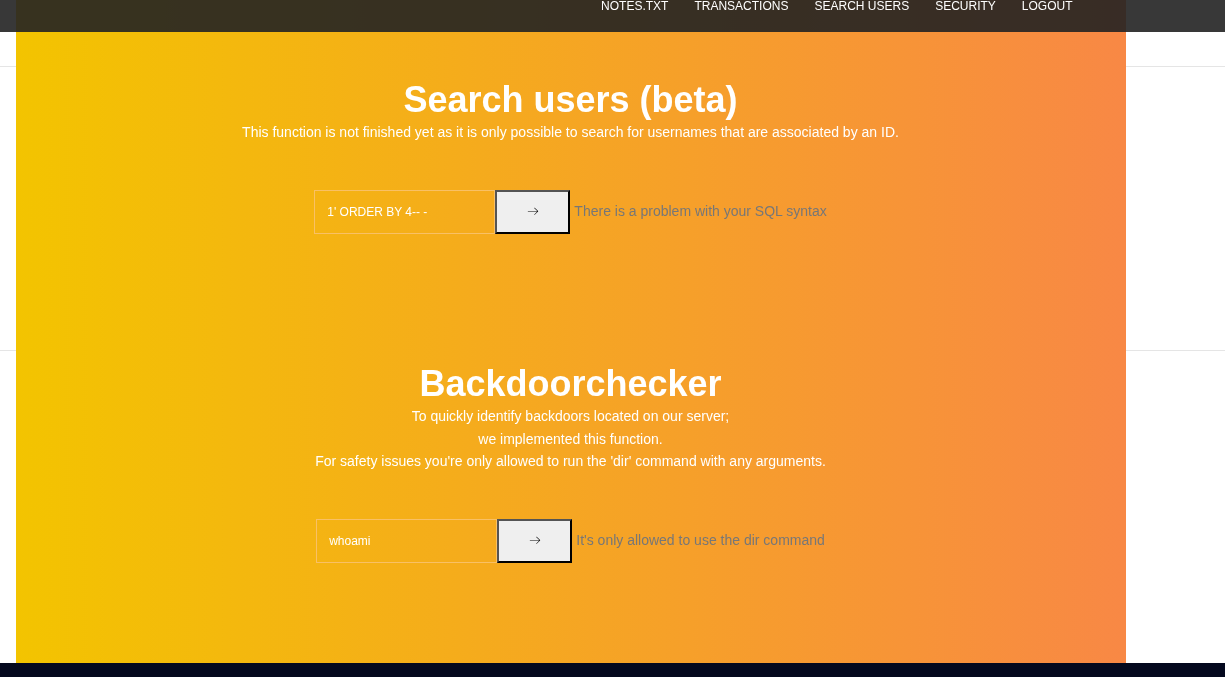 NOTES.TXT TRANSACTIONS SEARCH USERS SECURITY LOGOUT
Search users (beta)
This function is not finished yet as it is only possible to search for usernames that are associated by an ID.
1' ORDER BY 4-- - → There is a problem with your SQL syntax
Backdoorchecker
To quickly identify backdoors located on our server;
we implemented this function.
For safety issues you're only allowed to run the 'dir' command with any arguments.
whoami → It's only allowed to use the dir command